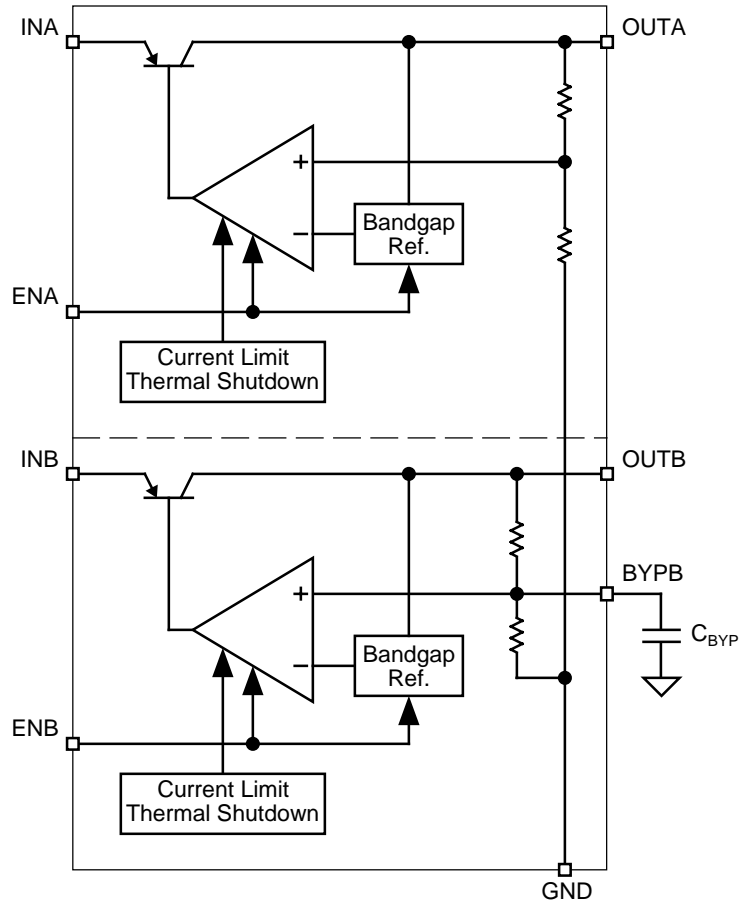 INA
OUTA
+
−
Bandgap
Ref.
ENA
Current Limit
Thermal Shutdown
INB
OUTB
+
BYPB
−
Bandgap
Ref.
CBYP
ENB
Current Limit
Thermal Shutdown
GND